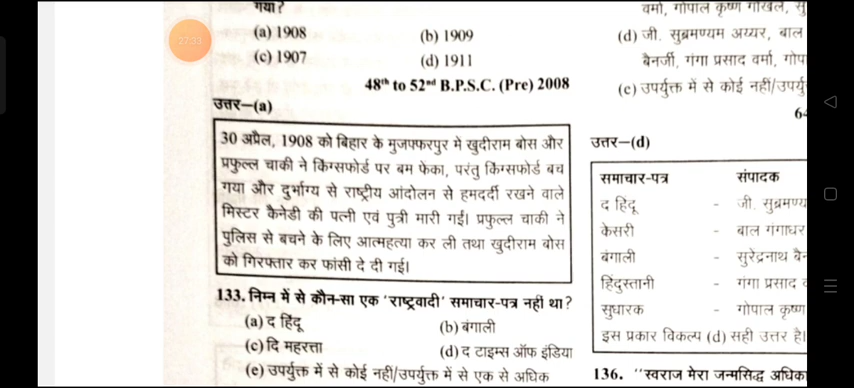 27:33
गया?
(a) 1908
(b) 1909
(c) 1907
(d) 1911
48th to 52nd B.P.S.C. (Pre) 2008
उत्तर–(a)
30 अप्रैल, 1908 को बिहार के मुजफ्फरपुर मे खुदीराम बोस और
प्रफुल्ल चाकी ने किंग्सफोर्ड पर बम फेंका, परंतु किंग्सफोर्ड बच
गया और दुर्भाग्य से राष्ट्रीय आंदोलन से हमदर्दी रखने वाले
मिस्टर कैनेडी की पत्नी एवं पुत्री मारी गईं। प्रफुल्ल चाकी ने
पुलिस से बचने के लिए आत्महत्या कर ली तथा खुदीराम बोस
को गिरफ्तार कर फांसी दे दी गई।
133. निम्न में से कौन-सा एक 'राष्ट्रवादी' समाचार-पत्र नहीं था?
(a) द हिंदू
(b) बंगाली
(c) दि महरत्ता
(d) द टाइम्स ऑफ इंडिया
(e) उपर्युक्त में से कोई नहीं/उपर्युक्त में से एक से अधिक
वर्मा, गोपाल कृष्ण गोखले,
(d) जी. सुब्रमण्यम अय्यर, बाल
बैनर्जी, गंगा प्रसाद वर्मा,
(e) उपर्युक्त में से कोई नहीं/
उत्तर–(d)
समाचार-पत्र संपादक
द हिंदू - जी.
केसरी - बाल गंगाधर
बंगाली - सुरेंद्रनाथ
हिंदुस्तानी - गंगा प्रसाद
सुधारक - गोपाल कृष्ण
इस प्रकार विकल्प (d) सही उत्तर है।
136. "स्वराज मेरा जन्मसिद्ध